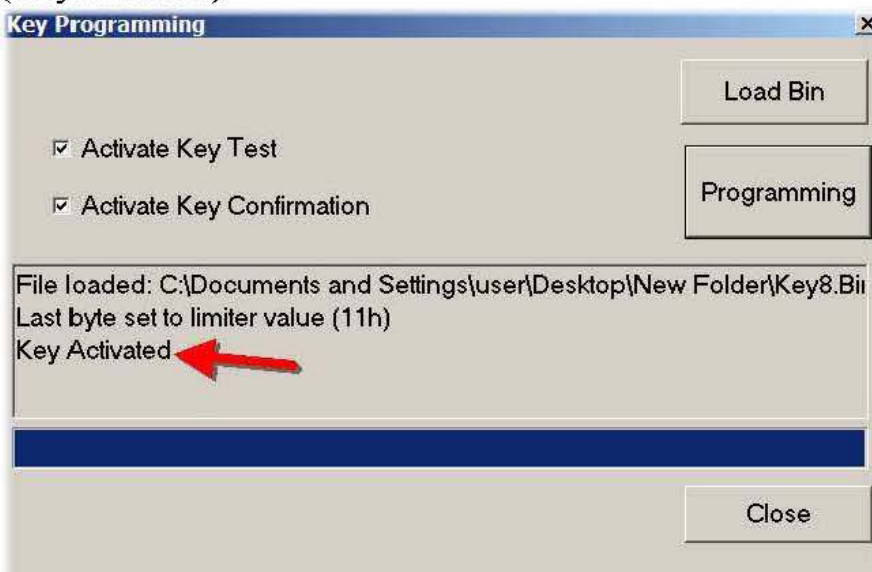 Key Programming
Load Bin
Activate Key Test
Programming
Activate Key Confirmation
File loaded: C:\Documents and Settings\user\Desktop\New Folder\Key8.Bin
Last byte set to limiter value (11h)
Key Activated
Close